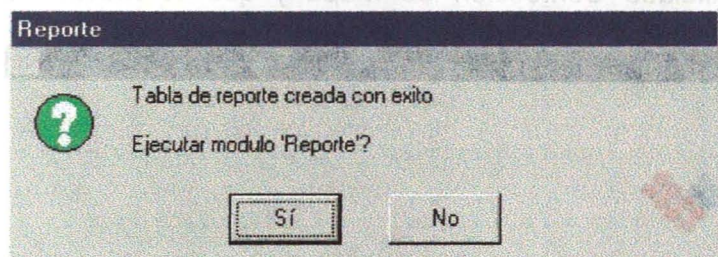 Reporte
Tabla de reporte creada con exito
Ejecutar modulo 'Reporte'?
Sí
No